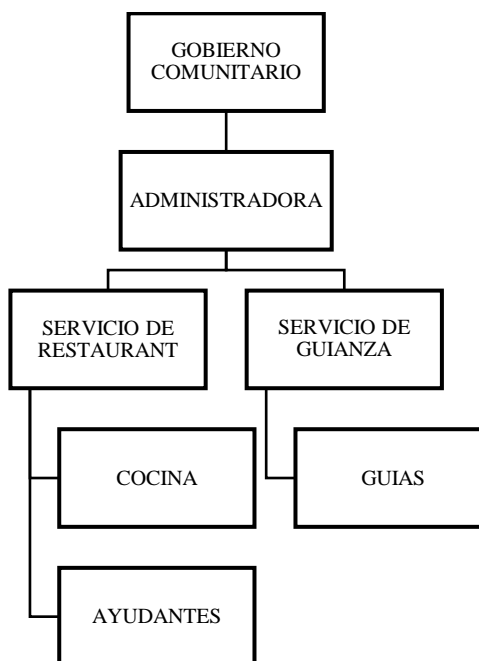 GOBIERNO
COMUNITARIO
ADMINISTRADORA
SERVICIO DE
RESTAURANT
SERVICIO DE
GUIANZA
COCINA
GUIAS
AYUDANTES